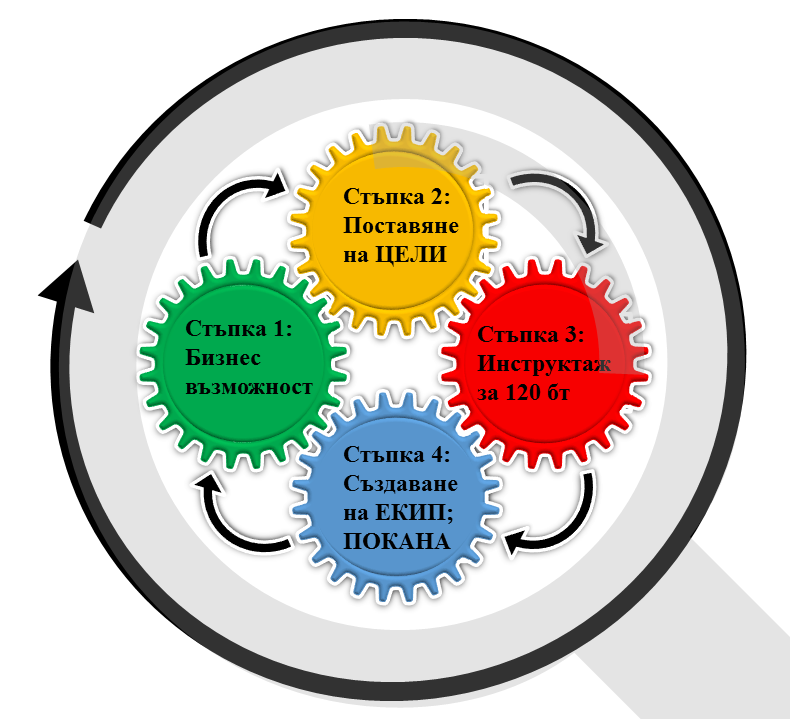 Стъпка 1:
Бизнес
възможност
Стъпка 2:
Поставяне
на ЦЕЛИ
Стъпка 3:
Инструктаж
за 120 бт
Стъпка 4:
Създаване
на ЕКИП;
ПОКАНА